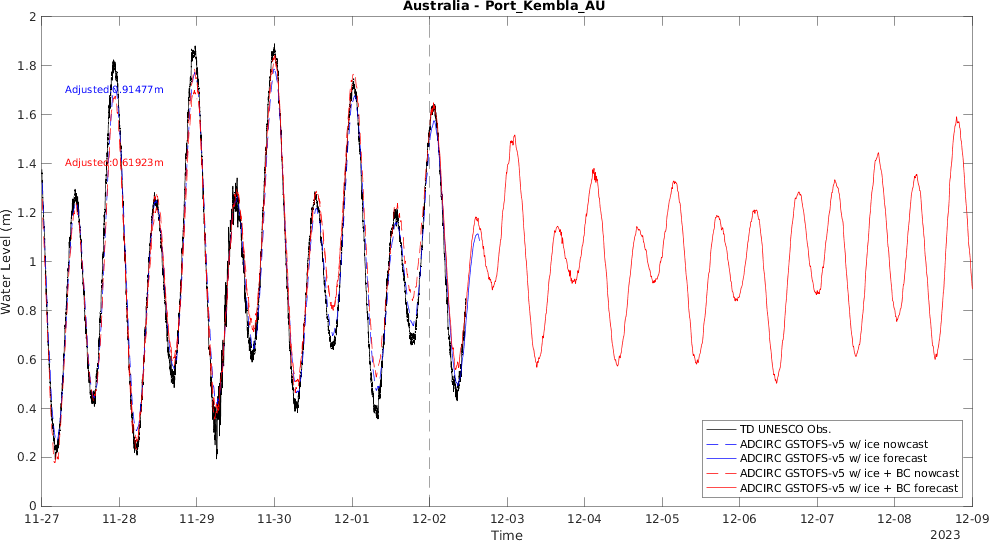 Australia - Port_Kembla_AU
Water Level (m)
2
1.8
1.6
1.4
1.2
1
0.8
0.6
0.4
0.2
0
Adjusted:0.91477m
Adjusted:0.61923m
TD UNESCO Obs.
ADCIRC GSTOFS-v5 w/ ice nowcast
ADCIRC GSTOFS-v5 w/ ice forecast
ADCIRC GSTOFS-v5 w/ ice + BC nowcast
ADCIRC GSTOFS-v5 w/ ice + BC forecast
11-27 11-28 11-29 11-30 12-01 12-02 12-03 12-04 12-05 12-06 12-07 12-08 12-09
Time
2023